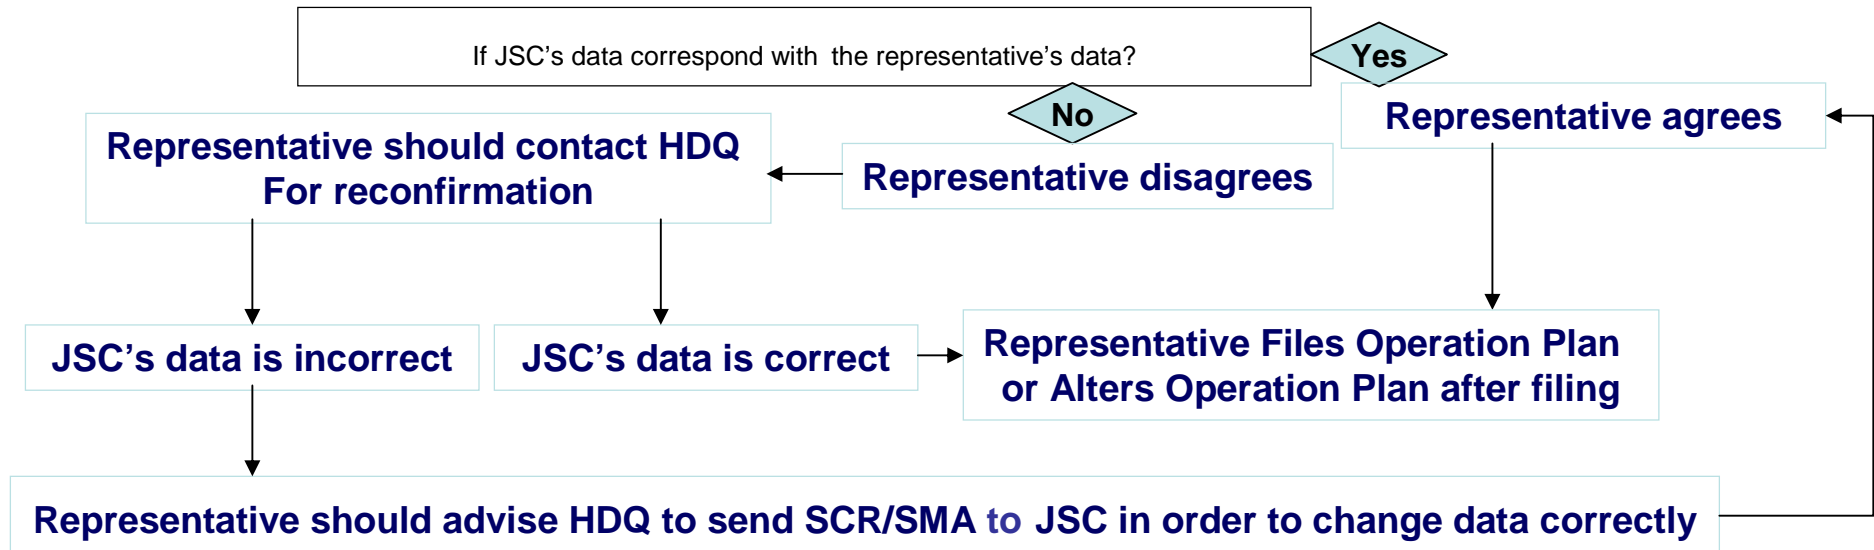 If JSC’s data correspond with the representative’s data?
Yes
No
Representative agrees
Representative should contact HDQ
For reconfirmation
Representative disagrees
JSC’s data is incorrect
JSC’s data is correct
Representative Files Operation Plan
or Alters Operation Plan after filing
Representative should advise HDQ to send SCR/SMA to JSC in order to change data correctly